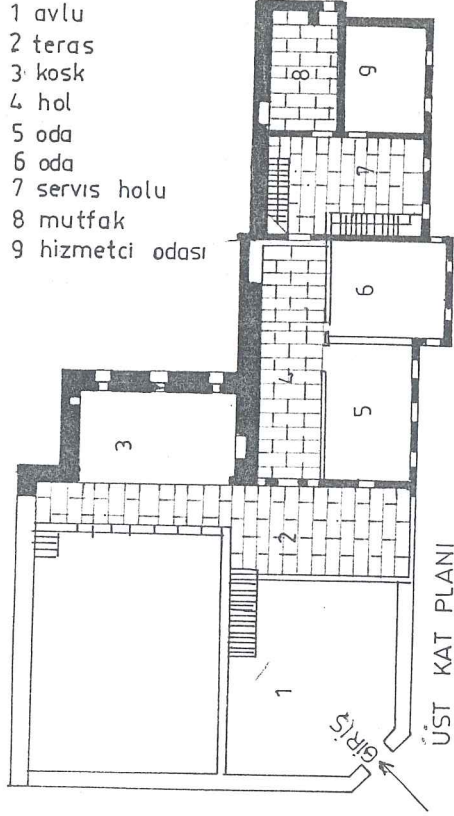 1 avlu
2 teras
3 kosk
4 hol
5 oda
6 oda
7 servıs holu
8 mutfak
9 hizmetci odası
8
9
7
6
4
5
3
2
1
GİRİŞ
ÜST KAT PLANI